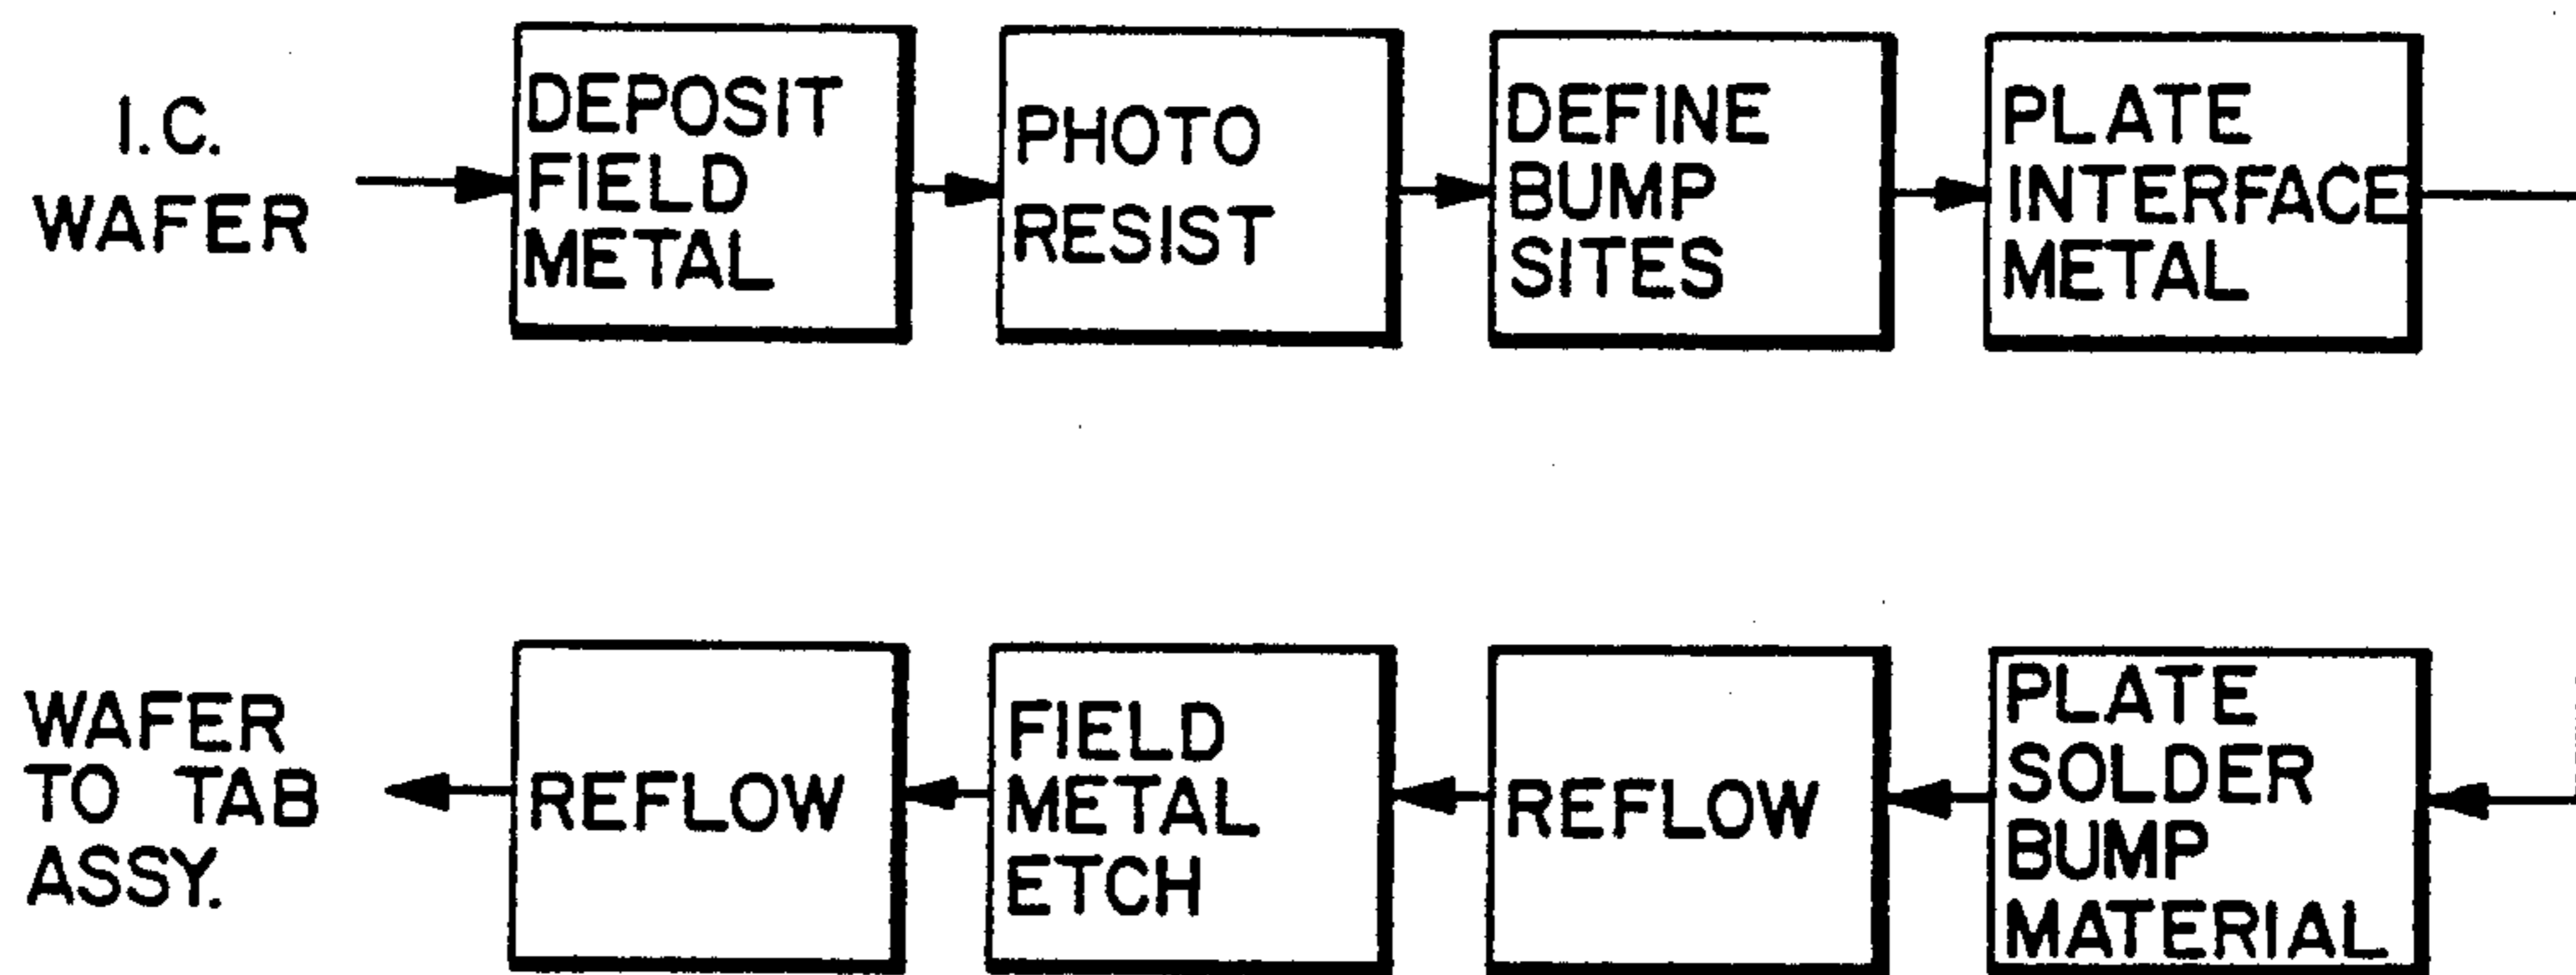 I.C.
WAFER
DEPOSIT
FIELD
METAL
PHOTO
RESIST
DEFINE
BUMP
SITES
PLATE
INTERFACE
METAL
PLATE
SOLDER
BUMP
MATERIAL
REFLOW
FIELD
METAL
ETCH
REFLOW
WAFER
TO TAB
ASSY.